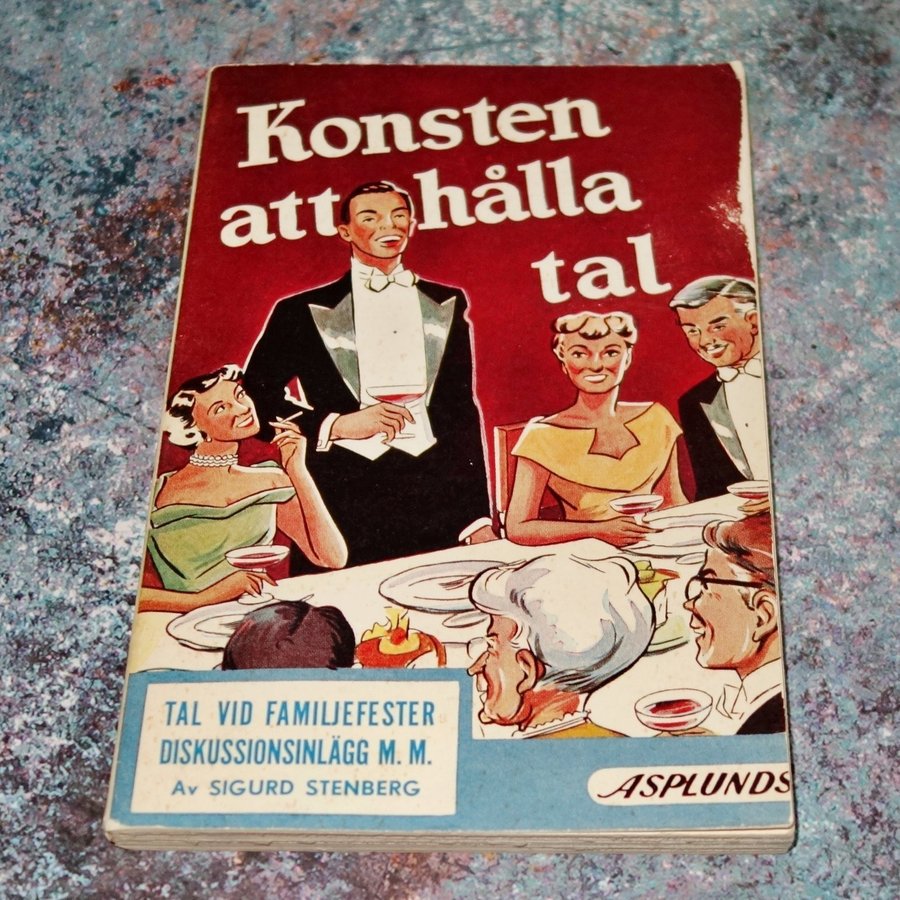 Konsten
att hålla
tal
TAL VID FAMILJEFESTER
DISKUSSIONSINLÄGG M. M.
Av SIGURD STENBERG
ASPLUNDS